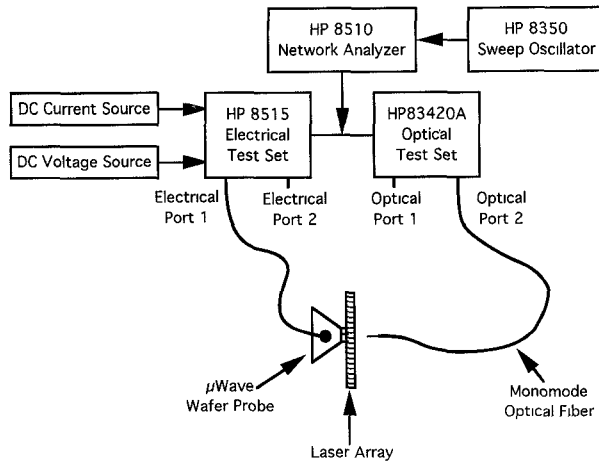 HP 8510
Network Analyzer
HP 8350
Sweep Oscillator
DC Current Source
DC Voltage Source
HP 8515
Electrical
Test Set
HP83420A
Optical
Test Set
Electrical
Port 1
Electrical
Port 2
Optical
Port 1
Optical
Port 2
µWave
Wafer Probe
Laser Array
Monomode
Optical Fiber